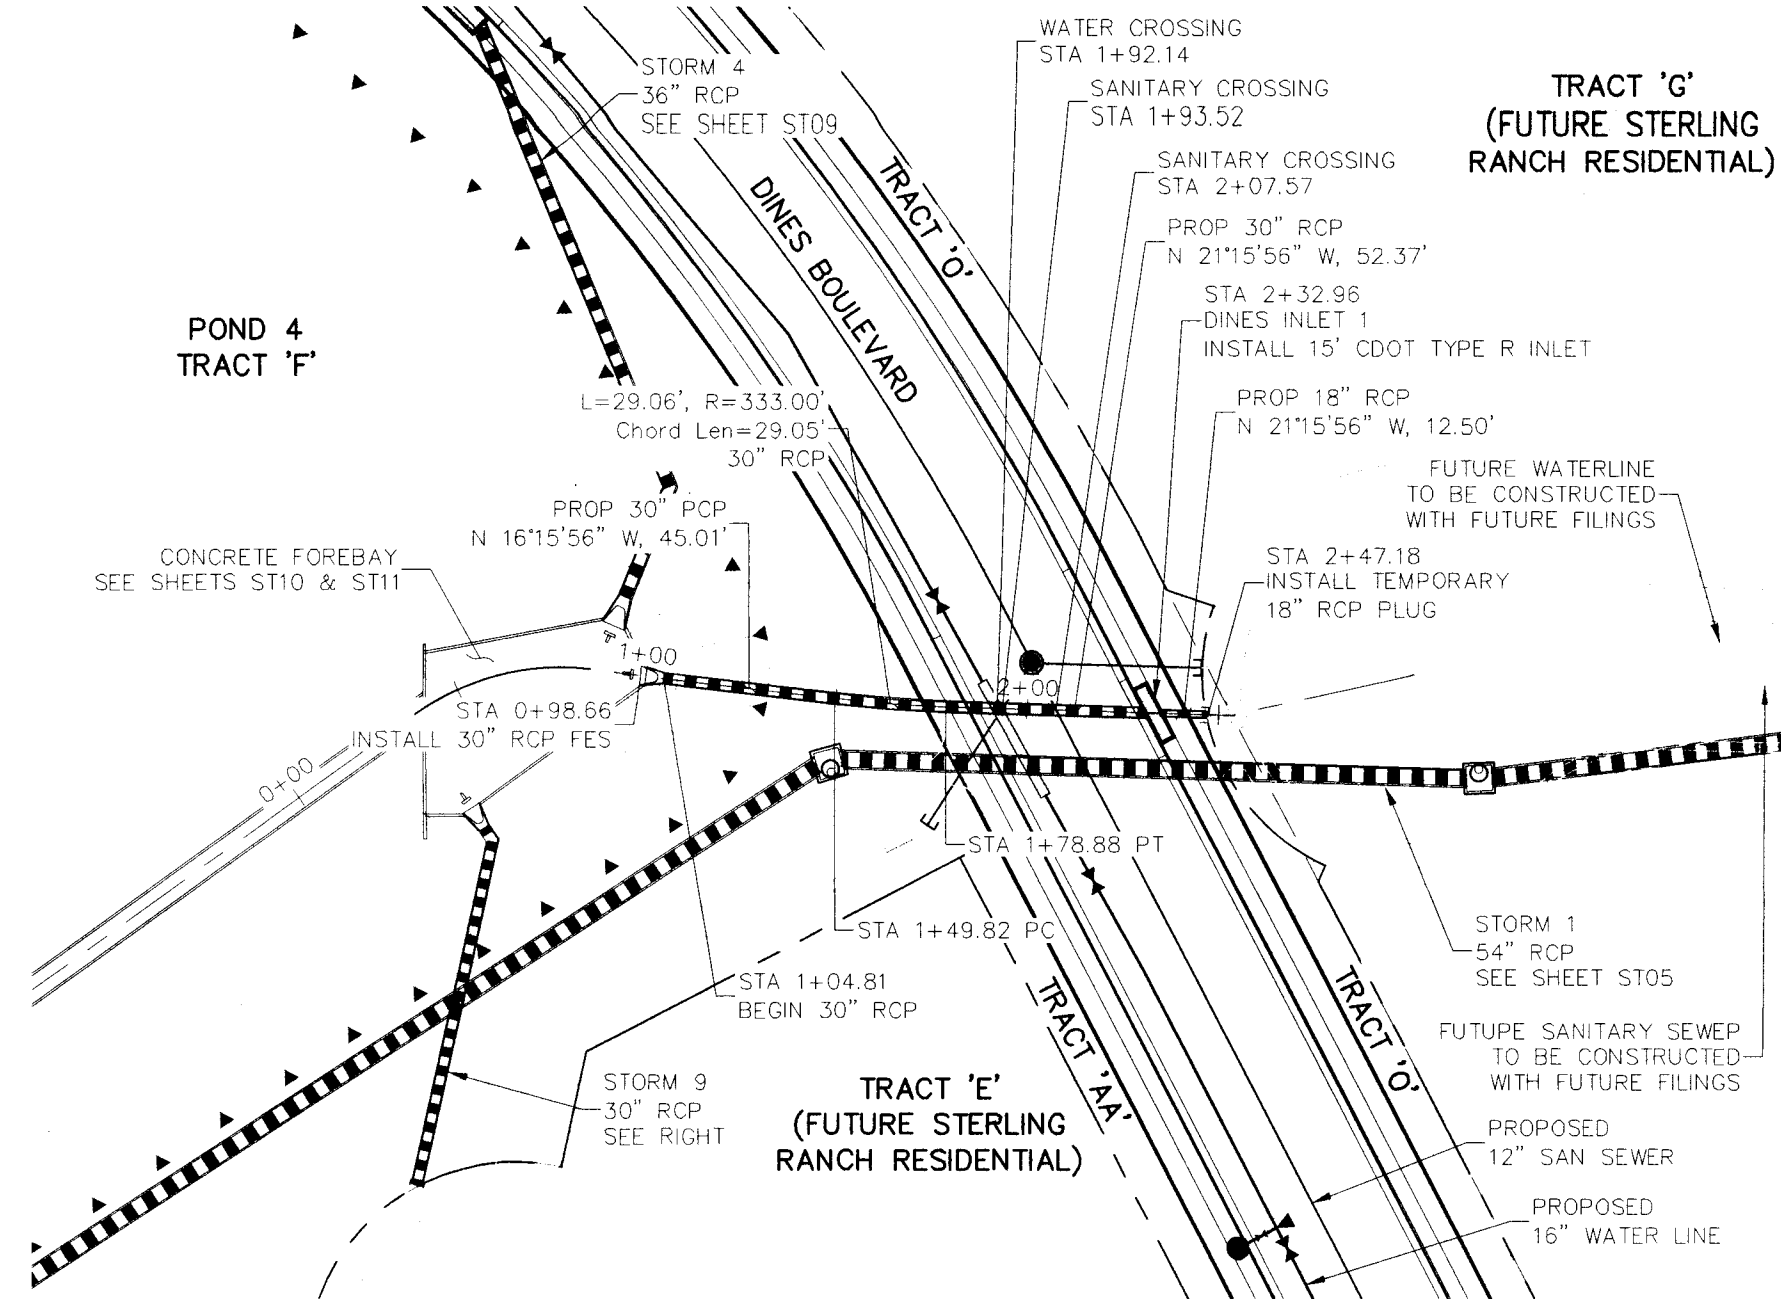 WATER CROSSING
STA 1+92.14
STORM 4
36" RCP
SEE SHEET ST09
SANITARY CROSSING
STA 1+93.52
TRACT 'G'
(FUTURE STERLING
RANCH RESIDENTIAL)
SANITARY CROSSING
STA 2+07.57
TRACT 'O'
DINES BOULEVARD
PROP 30" RCP
N 21°15'56" W, 52.37'
STA 2+32.96
DINES INLET 1
INSTALL 15' CDOT TYPE R INLET
POND 4
TRACT 'F'
L=29.06', R=333.00'
Chord Len=29.05'
30" RCP
PROP 18" RCP
N 21°15'56" W, 12.50'
FUTURE WATERLINE
TO BE CONSTRUCTED
WITH FUTURE FILINGS
PROP 30" PCP
N 16°15'56" W, 45.01'
CONCRETE FOREBAY
SEE SHEETS ST10 & ST11
STA 2+47.18
INSTALL TEMPORARY
18" RCP PLUG
1+00
2+00
STA 0+98.66
INSTALL 30" RCP FES
0+00
STA 1+78.88 PT
STA 1+49.82 PC
STA 1+04.81
BEGIN 30" RCP
STORM 1
54" RCP
SEE SHEET ST05
TRACT 'AA'
TRACT 'O'
FUTUPE SANITARY SEWEP
TO BE CONSTRUCTED
WITH FUTURE FILINGS
STORM 9
30" RCP
SEE RIGHT
TRACT 'E'
(FUTURE STERLING
RANCH RESIDENTIAL)
PROPOSED
12" SAN SEWER
PROPOSED
16" WATER LINE